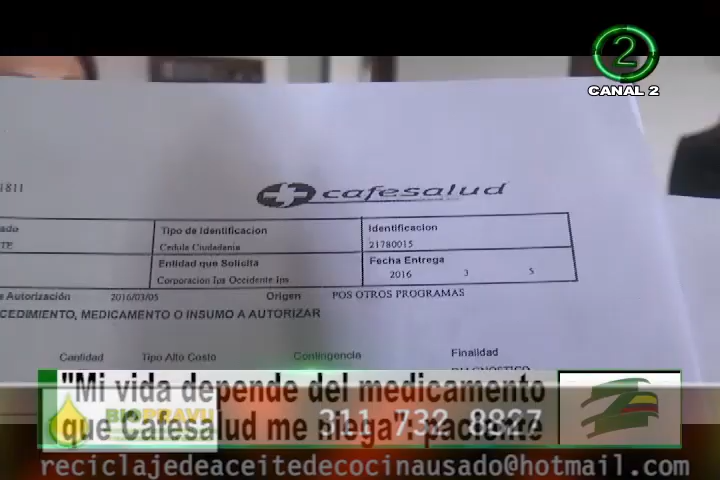 2
CANAL 2
1811
cafesalud
Tipo de Identificacion
Identificacion
Cedula Ciudadania
21780015
Entidad que Solicita
Fecha Entrega
Corporacion Ips Occidente Ips
2016 3 5
Autorización 2016/03/05 Origen POS OTROS PROGRAMAS
CEDIMIENTO, MEDICAMENTO O INSUMO A AUTORIZAR
Cantidad Tipo Alto Costo Contingencia Finalidad
"Mi vida depende del medicamento
que Cafesalud me niega": paciente
311 732 8827
reciclajedeaceitedecocinausado@hotmail.com